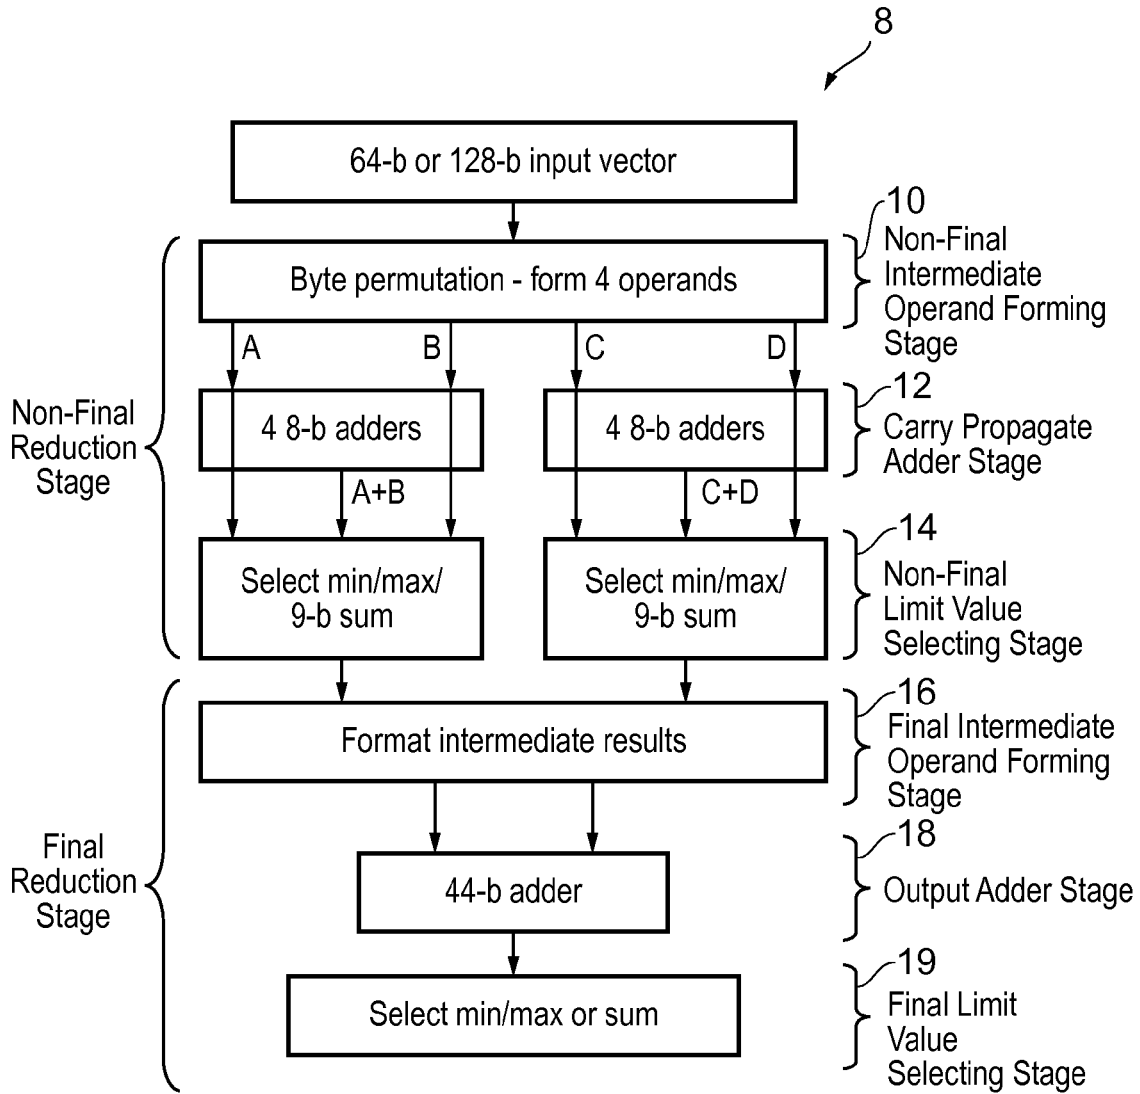 8
64-b or 128-b input vector
10
Non-Final
Intermediate
Operand Forming
Stage
Byte permutation - form 4 operands
A
B
C
D
12
Carry Propagate
Adder Stage
4 8-b adders
4 8-b adders
Non-Final
Reduction
Stage
A+B
C+D
14
Non-Final
Limit Value
Selecting Stage
Select min/max/
9-b sum
Select min/max/
9-b sum
16
Final Intermediate
Operand Forming
Stage
Format intermediate results
18
Output Adder Stage
Final
Reduction
Stage
44-b adder
19
Final Limit
Value
Selecting Stage
Select min/max or sum